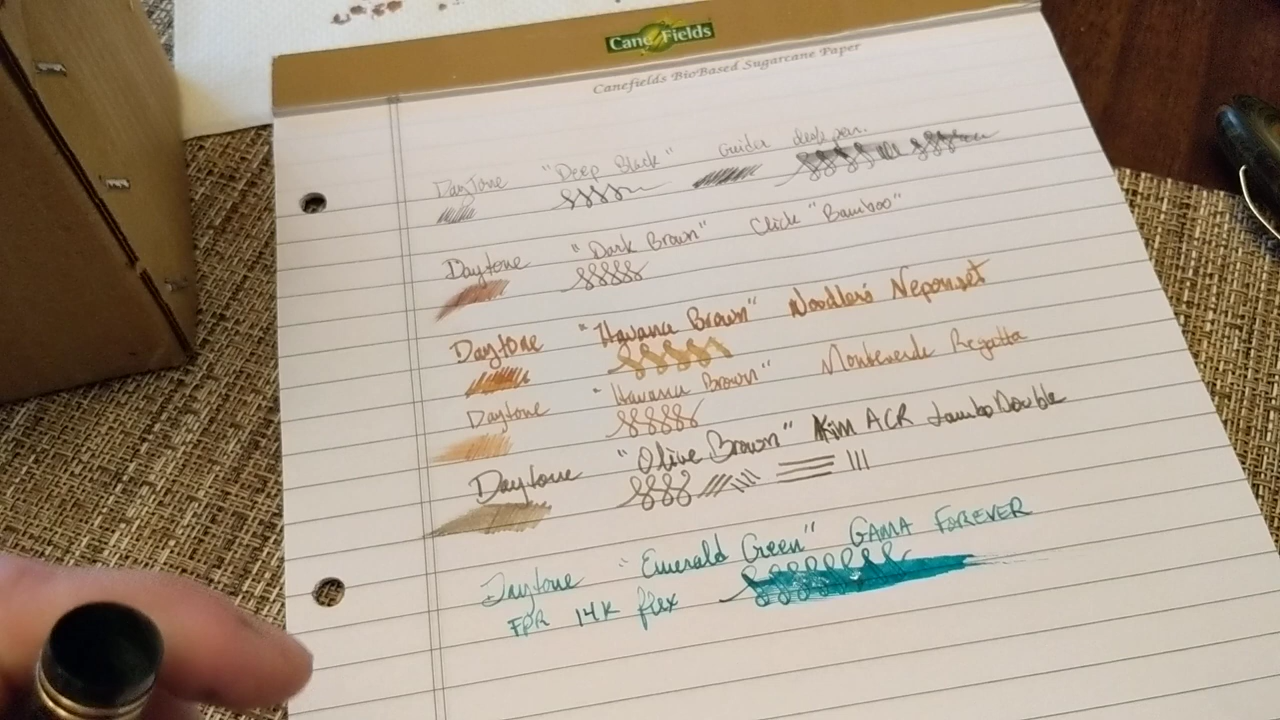 Cane Fields
Canefields BioBased Sugarcane Paper
DayTone "Deep Black" Guider desk pen.
Daytone "Dark Brown" Click "Bamboo"
Daytone "Havana Brown" Noodler's Neponset
Daytone "Havana Brown" Monteverde Regatta
Daytone "Olive Brown" Kim ACR Jambo Double
Daytone "Emerald Green" GAMA FOREVER
FPR 14K flex